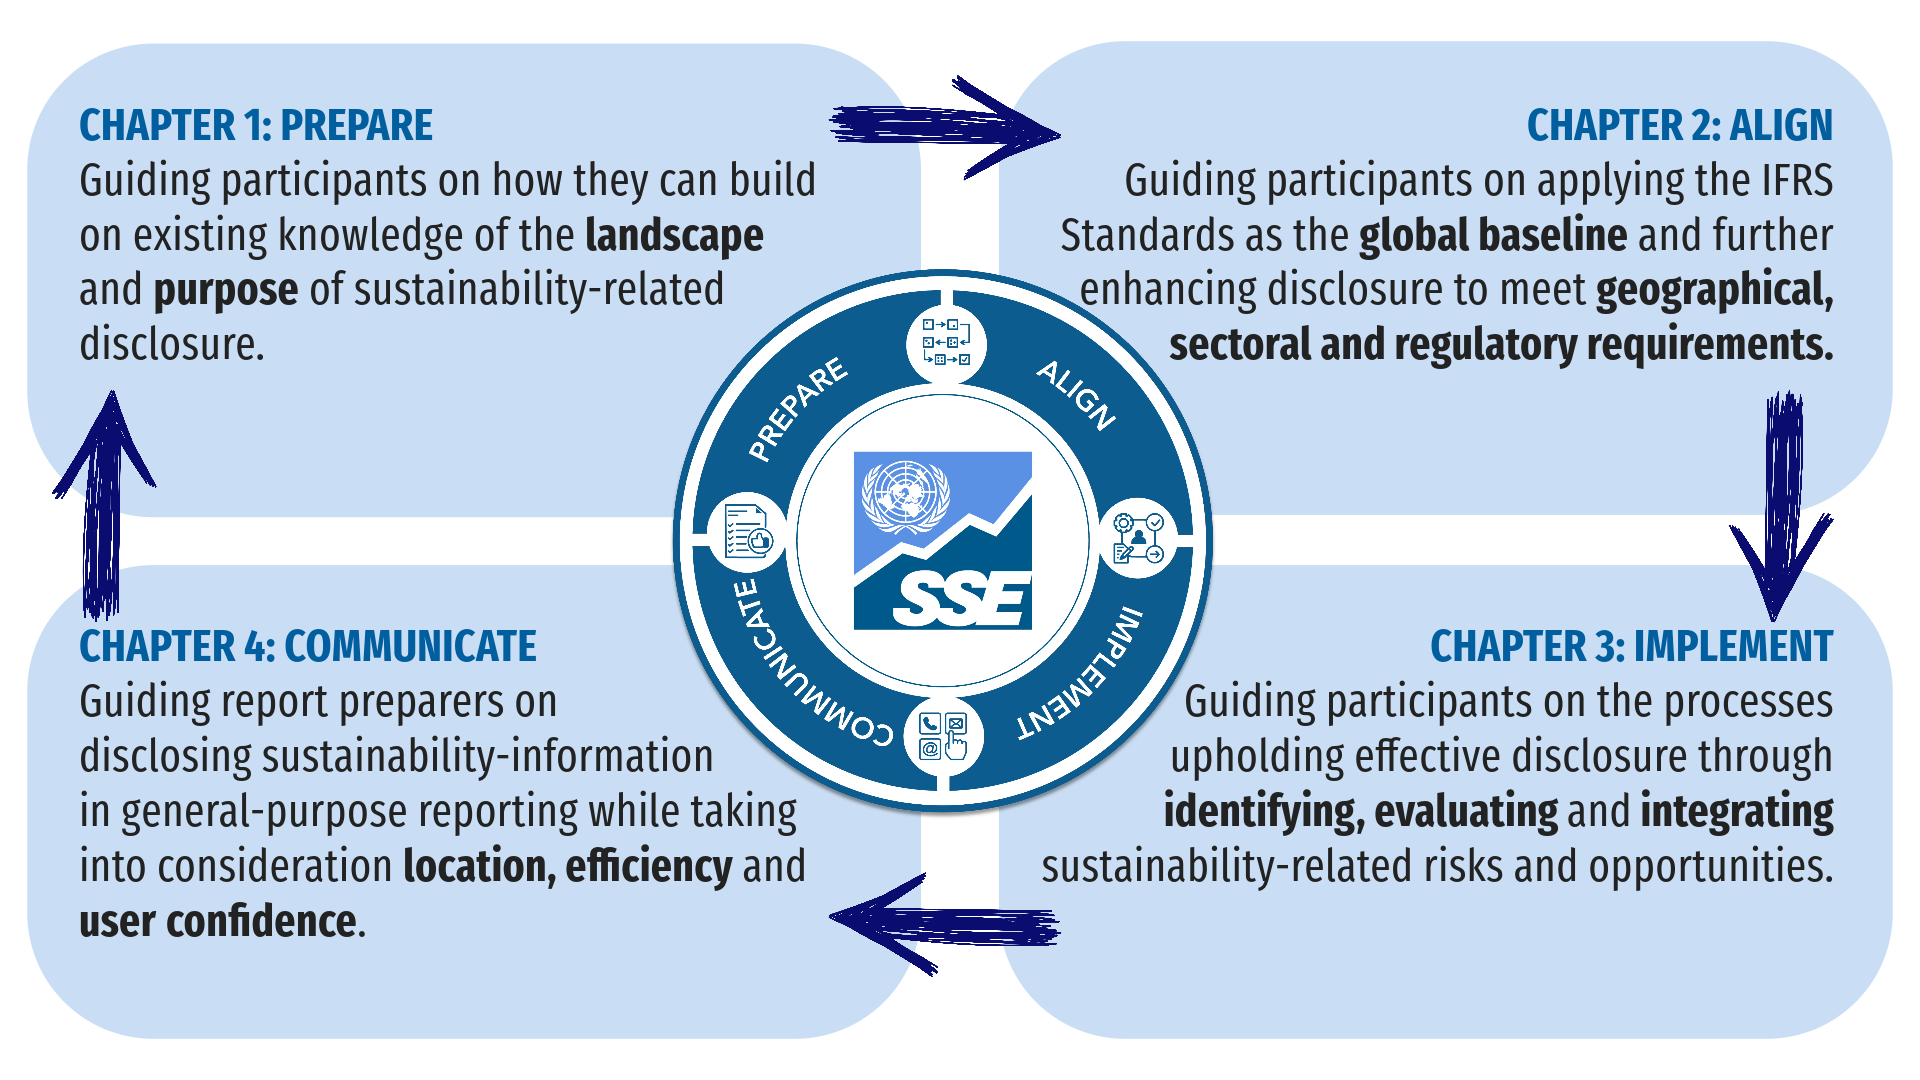 CHAPTER 1: PREPARE
Guiding participants on how they can build
on existing knowledge of the landscape
and purpose of sustainability-related
disclosure.
CHAPTER 2: ALIGN
Guiding participants on applying the IFRS
Standards as the global baseline and further
enhancing disclosure to meet geographical,
sectoral and regulatory requirements.
PREPARE
ALIGN
SSE
COMMUNICATE
IMPLEMENT
CHAPTER 4: COMMUNICATE
Guiding report preparers on
disclosing sustainability-information
in general-purpose reporting while taking
into consideration location, efficiency and
user confidence.
CHAPTER 3: IMPLEMENT
Guiding participants on the processes
upholding effective disclosure through
identifying, evaluating and integrating
sustainability-related risks and opportunities.